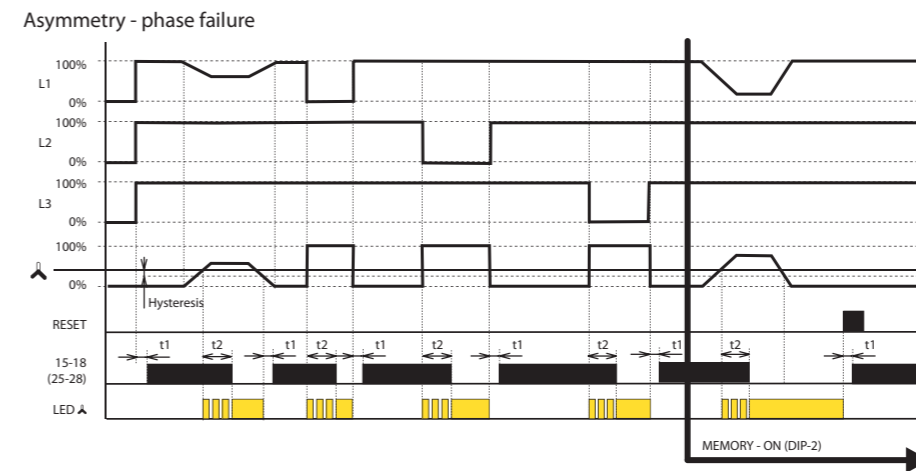 Asymmetry - phase failure
L1
100%
0%
L2
100%
0%
L3
100%
0%
100%
0%
Hysteresis
RESET
t1 t2 t1 t2 t1 t2 t1 t2 t1 t2 t1
15-18
(25-28)
LED
MEMORY - ON (DIP-2)